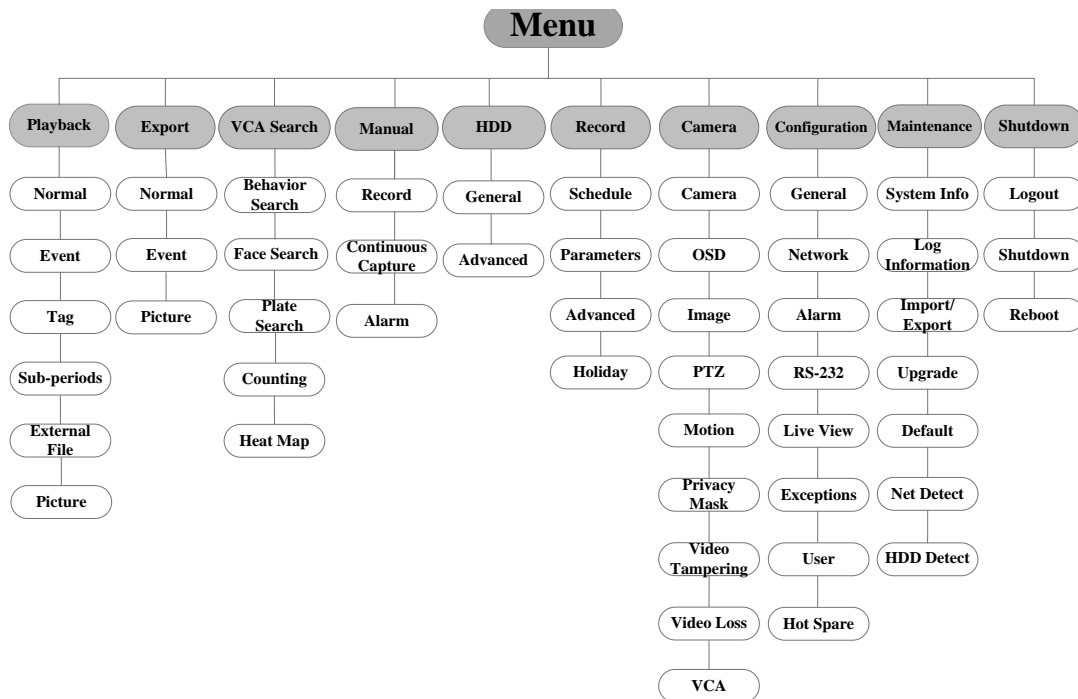 Menu
Playback
Export
VCA Search
Manual
HDD
Record
Camera
Configuration
Maintenance
Shutdown
Normal
Event
Tag
Sub-periods
External
File
Picture
Normal
Event
Picture
Behavior
Search
Face Search
Plate
Search
Counting
Heat Map
Record
Continuous
Capture
Alarm
General
Advanced
Schedule
Parameters
Advanced
Holiday
Camera
OSD
Image
PTZ
Motion
Privacy
Mask
Video
Tampering
Video Loss
VCA
General
Network
Alarm
RS-232
Live View
Exceptions
User
Hot Spare
System Info
Log
Information
Import/
Export
Upgrade
Default
Net Detect
HDD Detect
Logout
Shutdown
Reboot